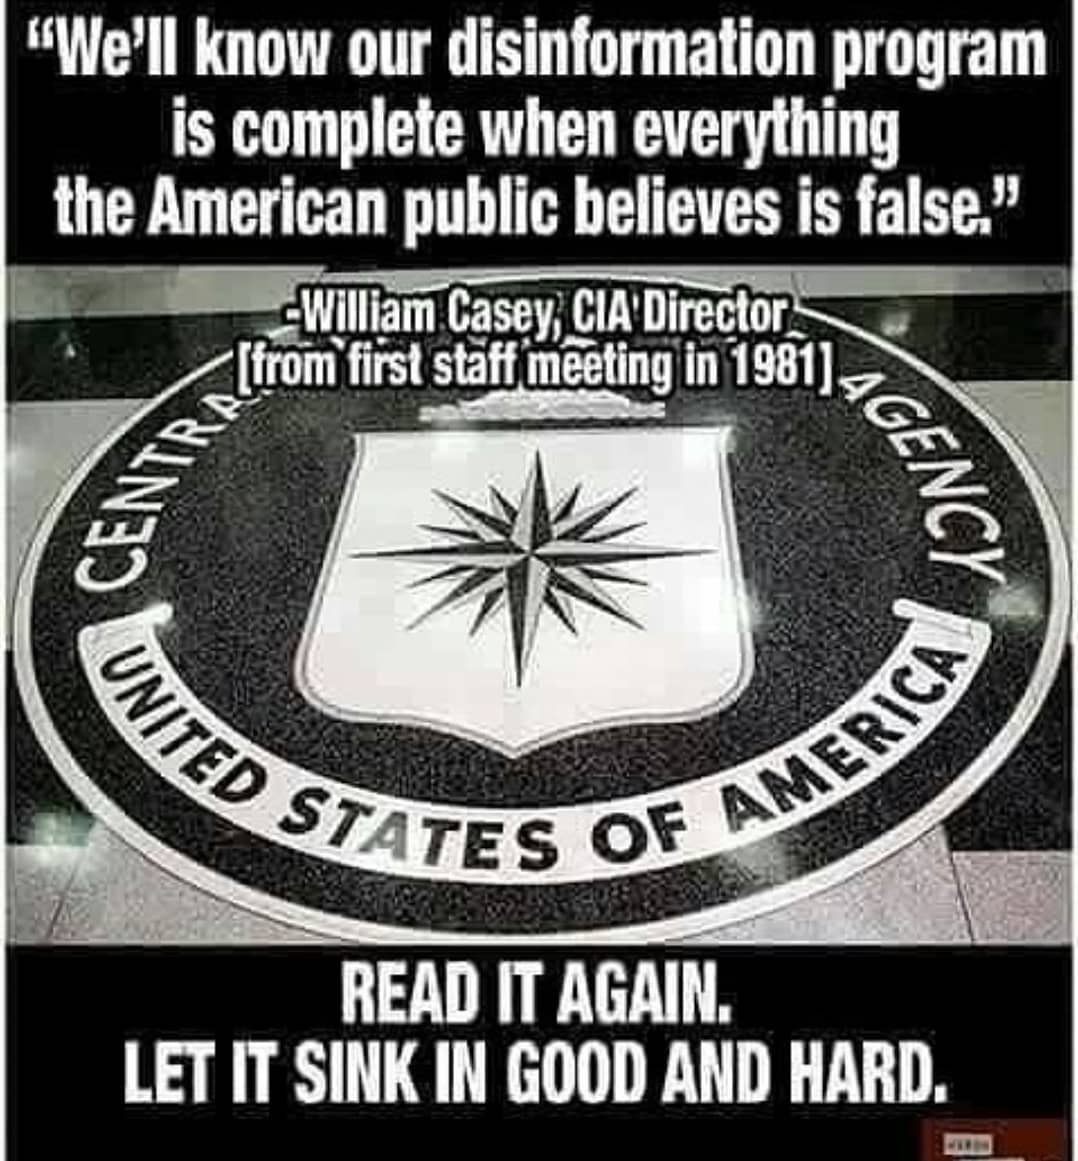 “We’ll know our disinformation program
is complete when everything
the American public believes is false.”
-William Casey, CIA Director
[from first staff meeting in 1981]
CENTRA
AGENCY
UNITED STATES OF AMERICA
READ IT AGAIN.
LET IT SINK IN GOOD AND HARD.